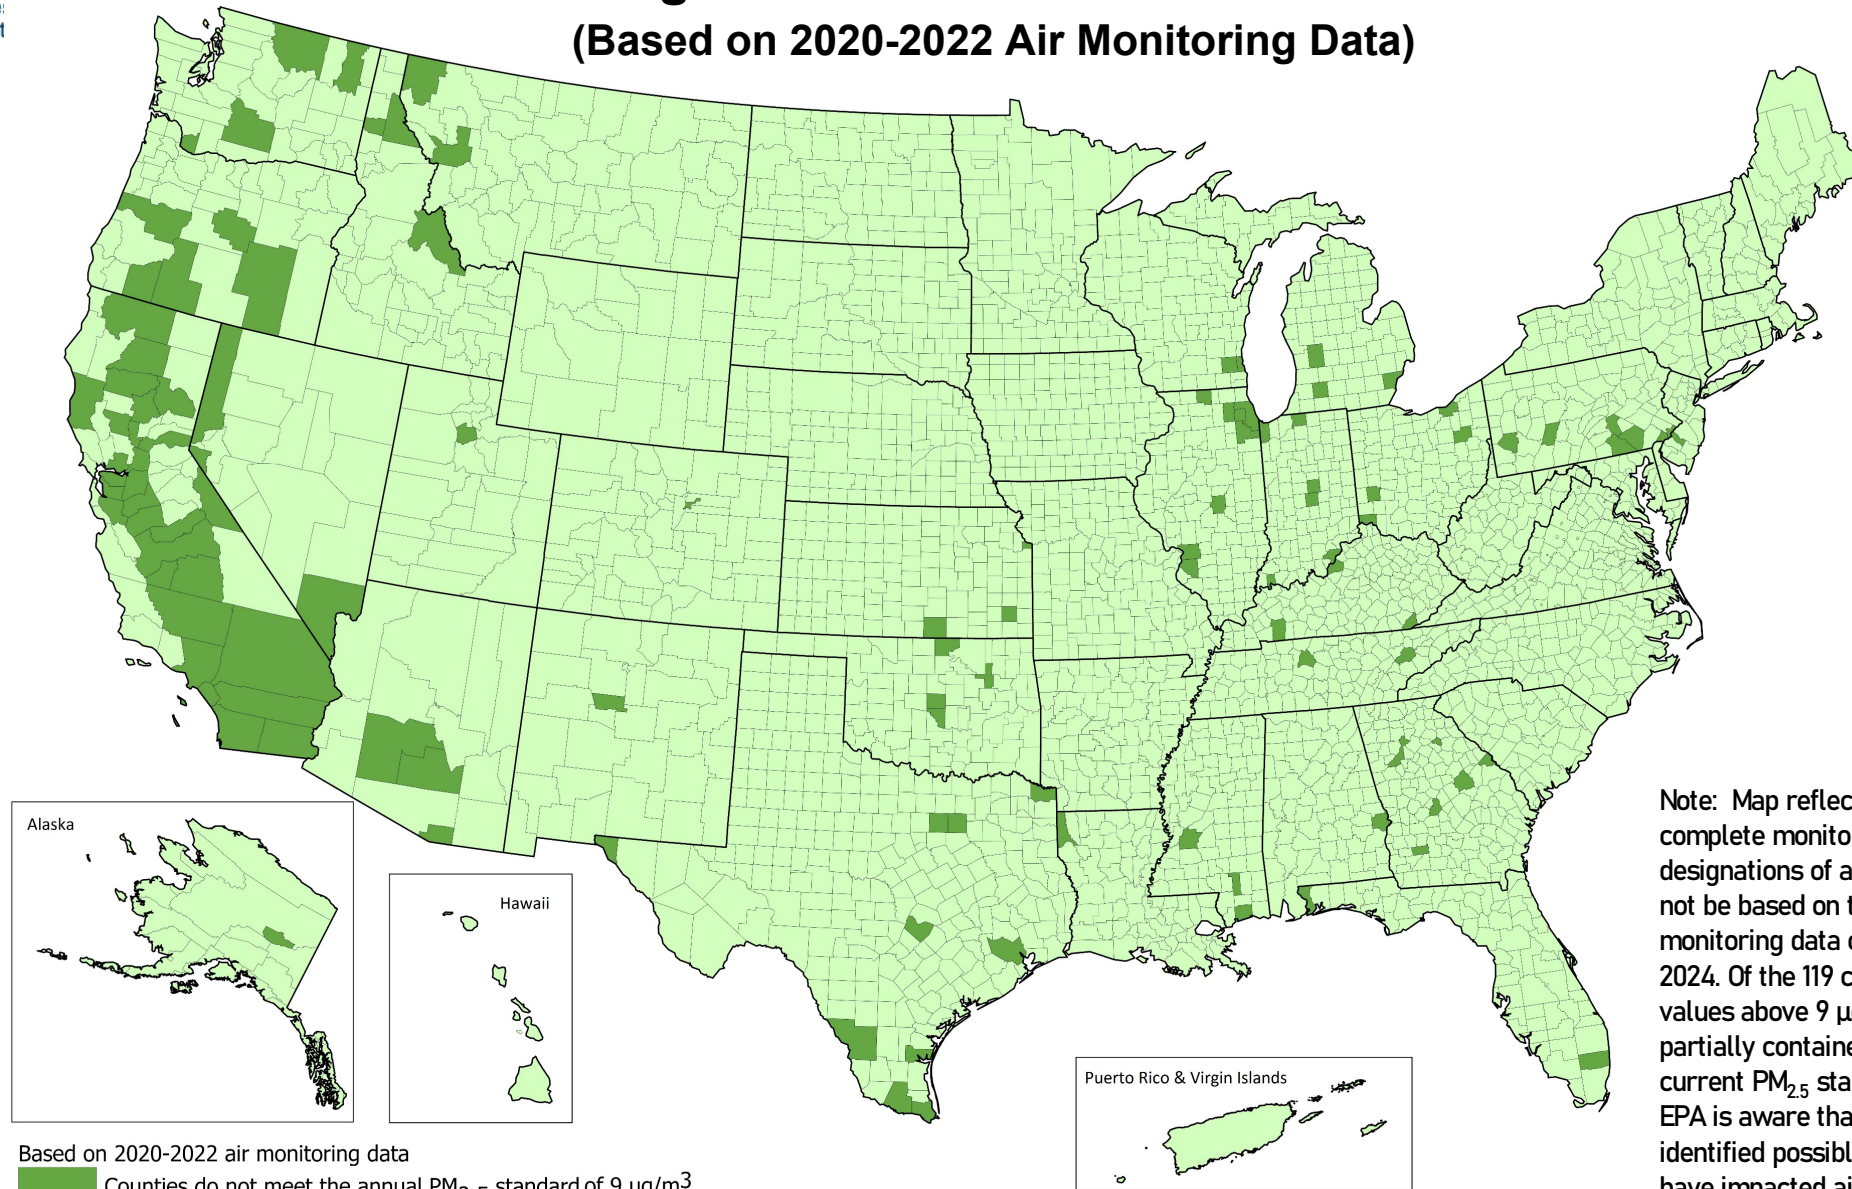 (Based on 2020-2022 Air Monitoring Data)
Alaska
Hawaii
Puerto Rico & Virgin Islands
Note: Map reflec
complete monito
designations of a
not be based on t
monitoring data
2024. Of the 119 c
values above 9 µ
partially containe
current PM2.5 sta
EPA is aware tha
identified possibl
have impacted ai
Based on 2020-2022 air monitoring data
Counties do not meet the annual PM2.5 standard of 9 µg/m3